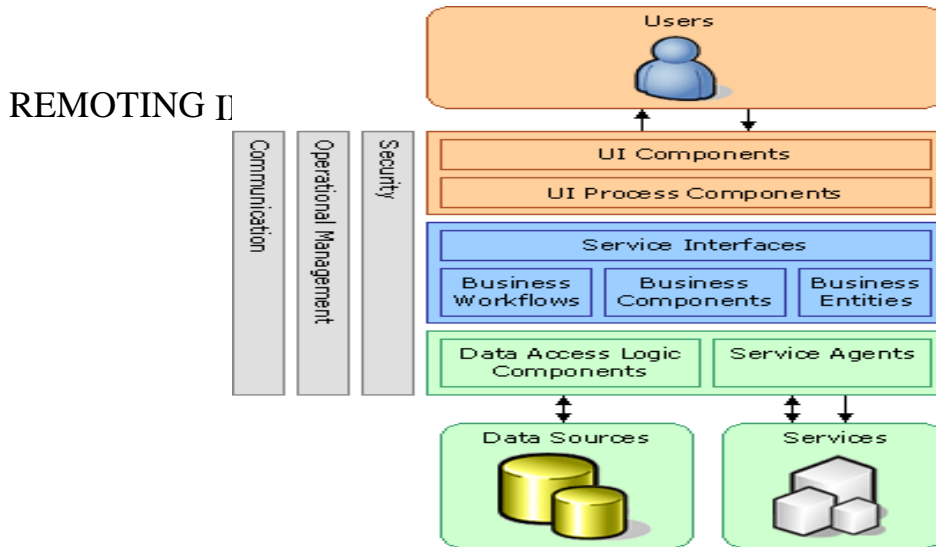 Users
REMOTING
Communication
Operational Management
Security
UI Components
UI Process Components
Service Interfaces
Business
Workflows
Business
Components
Business
Entities
Data Access Logic
Components
Service Agents
Data Sources
Services